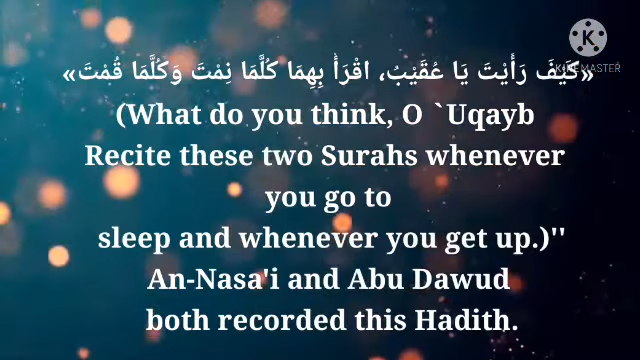 «كَيْفَ رَأَيْتَ يَا عُقَيْبُ، اقْرَأْ بِهِمَا كُلَّمَا نِمْتَ وَكُلَّمَا قُمْتَ»
(What do you think, O `Uqayb
Recite these two Surahs whenever
you go to
sleep and whenever you get up.)''
An-Nasa'i and Abu Dawud
both recorded this Hadith.
K
KINEMASTER